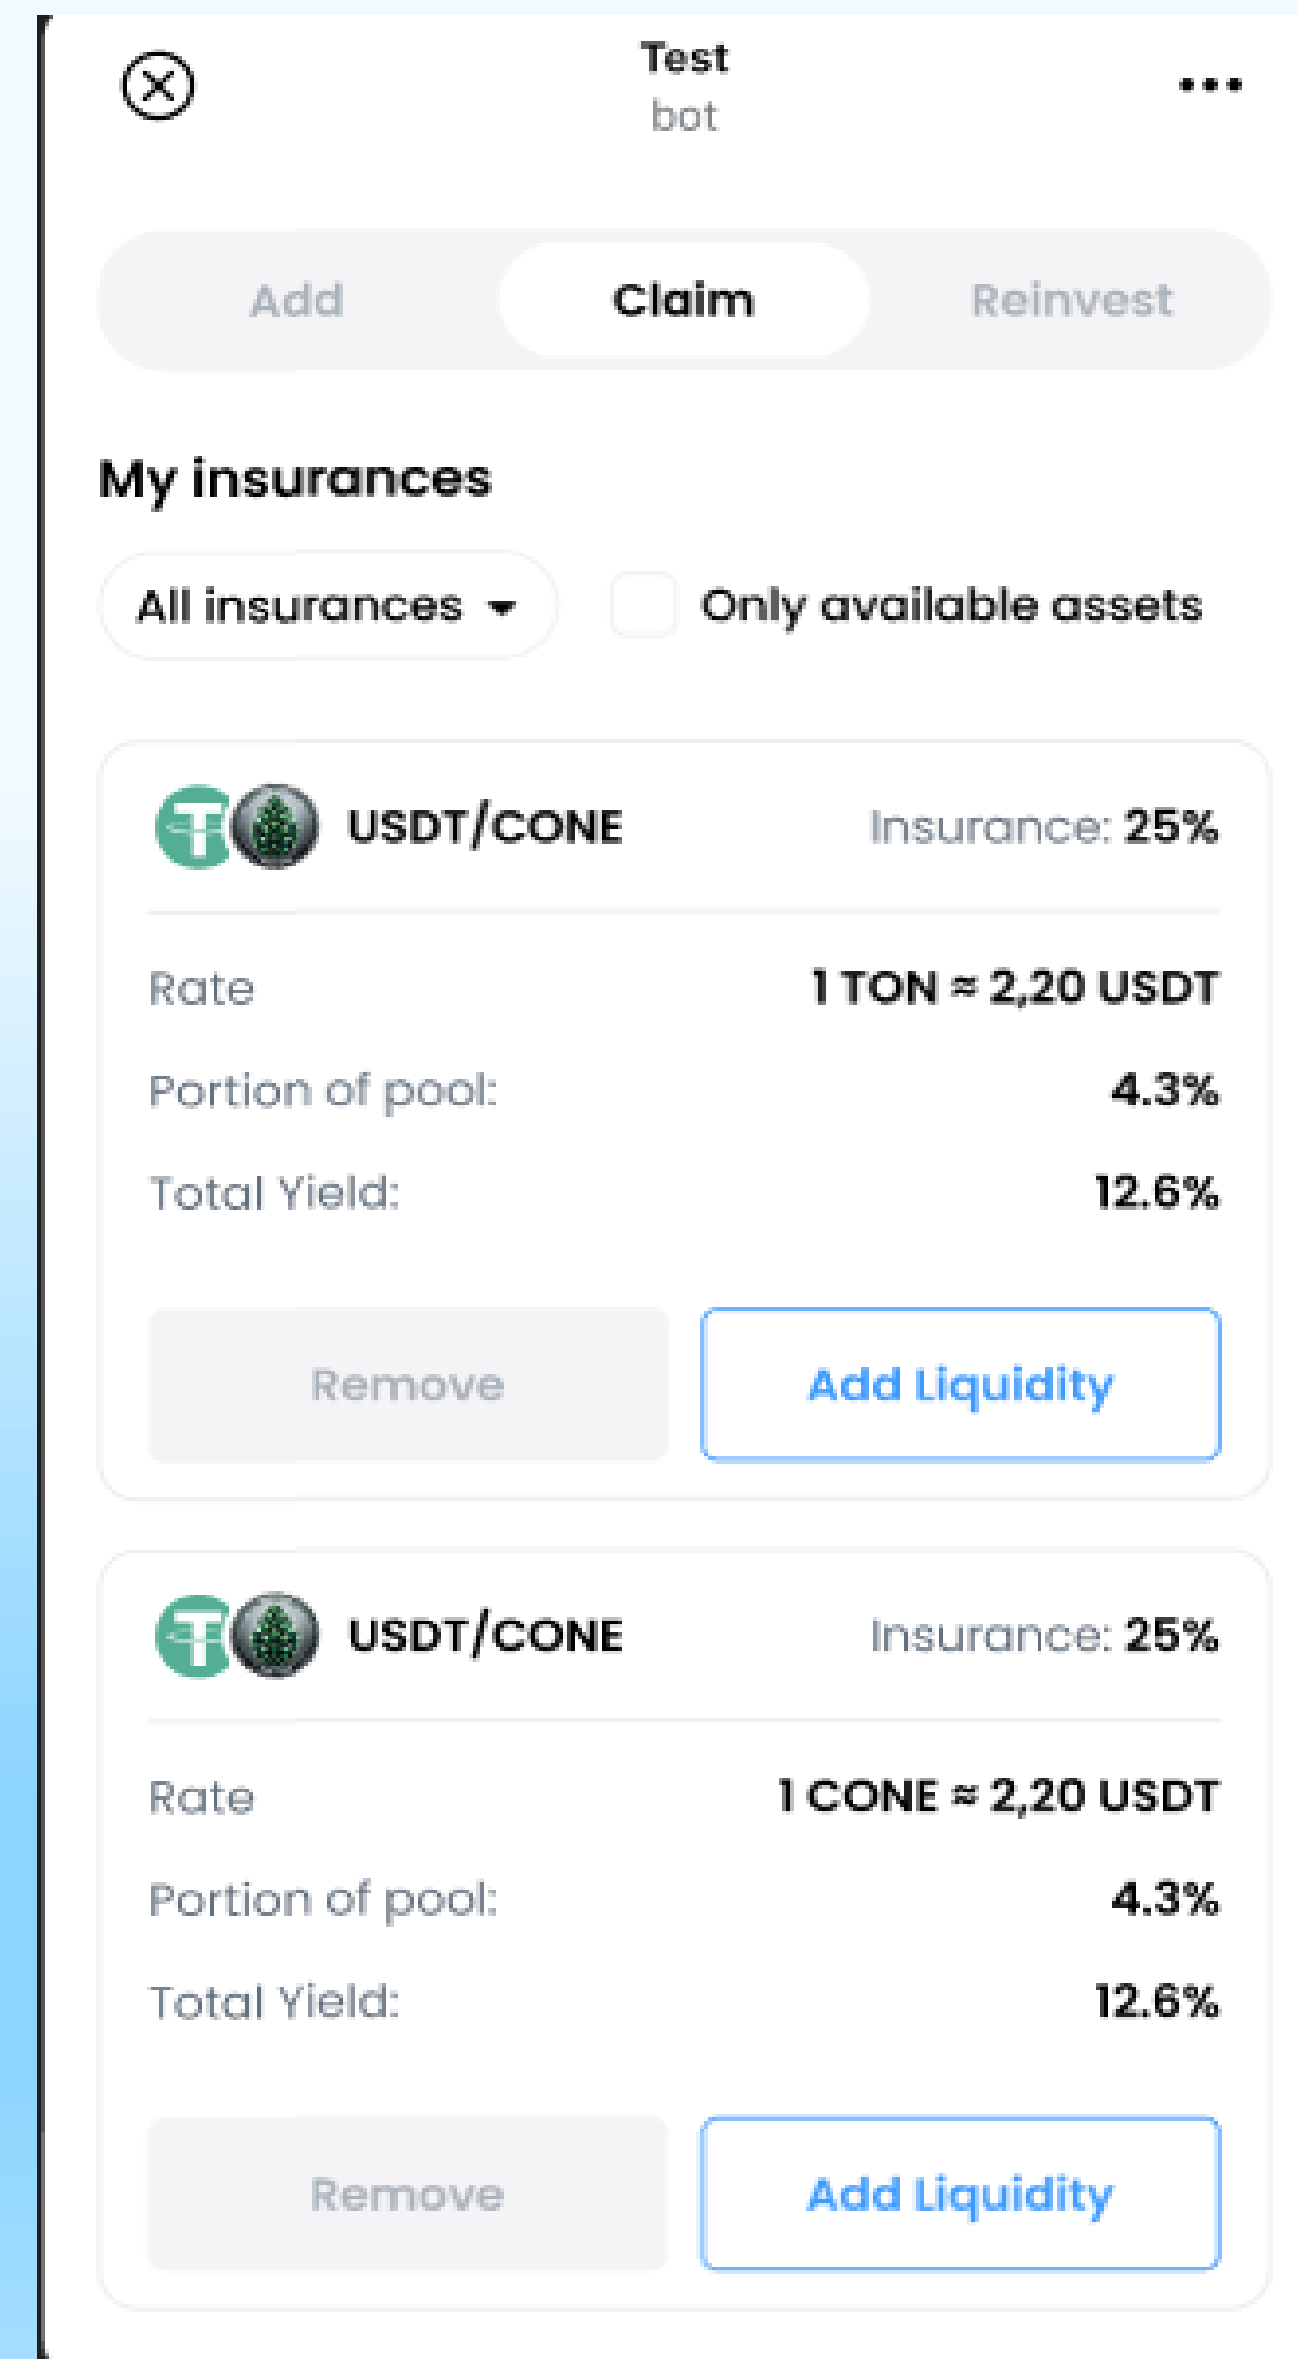 Test
bot
Add Claim Reinvest
My insurances
All insurances Only available assets
USDT/CONE Insurance: 25%
Rate 1 TON ≈ 2,20 USDT
Portion of pool: 4.3%
Total Yield: 12.6%
Remove Add Liquidity
USDT/CONE Insurance: 25%
Rate 1 CONE ≈ 2,20 USDT
Portion of pool: 4.3%
Total Yield: 12.6%
Remove Add Liquidity